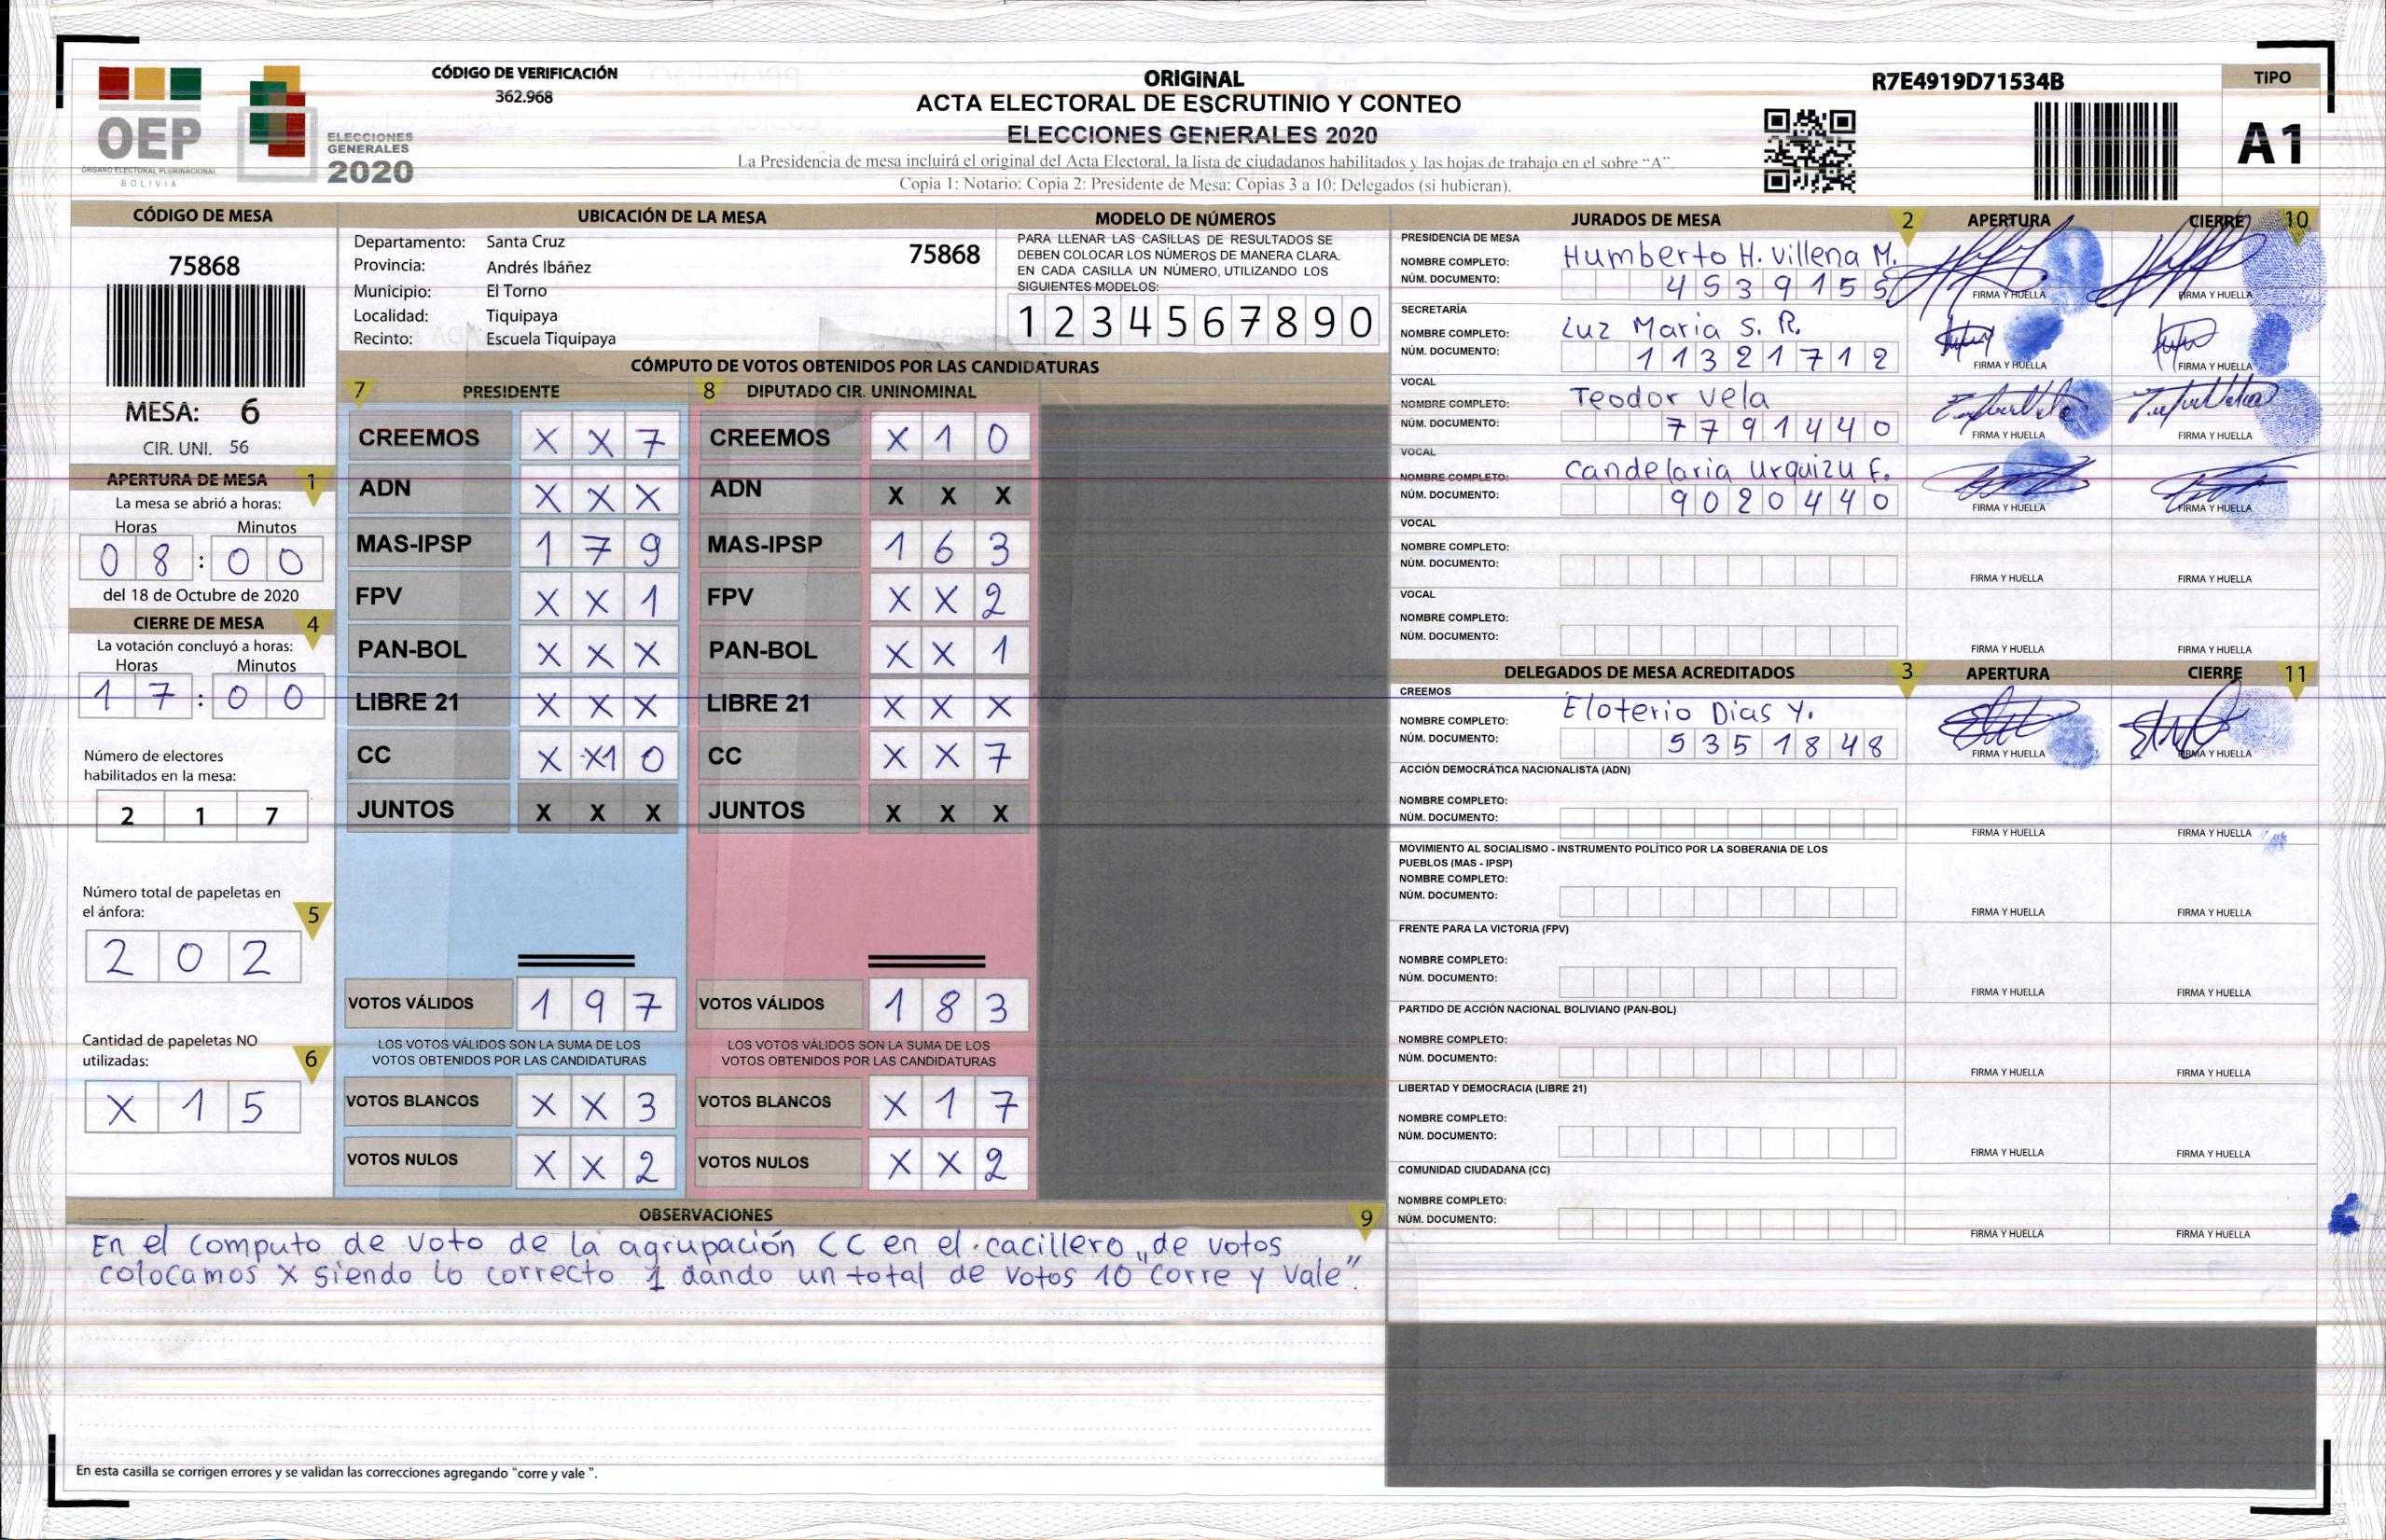 CÓDIGO DE VERIFICACIÓN
362.968
OEP
ÓRGANO ELECTORAL PLURINACIONAL
BOLIVIA
ELECCIONES
GENERALES
2020
ORIGINAL
ACTA ELECTORAL DE ESCRUTINIO Y CONTEO
ELECCIONES GENERALES 2020
La Presidencia de mesa incluirá el original del Acta Electoral, la lista de ciudadanos habilitados y las hojas de trabajo en el sobre "A".
Copia 1: Notario; Copia 2: Presidente de Mesa; Copias 3 a 10: Delegados (si hubieran).
R7E4919D71534B
TIPO
A1
CÓDIGO DE MESA
75868
MESA: 6
CIR. UNI. 56
APERTURA DE MESA 1
La mesa se abrió a horas:
Horas Minutos
0 8 : 0 0
del 18 de Octubre de 2020
CIERRE DE MESA 4
La votación concluyó a horas:
Horas Minutos
1 7 : 0 0
Número de electores
habilitados en la mesa:
2 1 7
Número total de papeletas en
el ánfora:
5
2 0 2
Cantidad de papeletas NO
utilizadas:
6
X 1 5
UBICACIÓN DE LA MESA
Departamento: Santa Cruz 75868
Provincia: Andrés Ibáñez
Municipio: El Torno
Localidad: Tiquipaya
Recinto: Escuela Tiquipaya
MODELO DE NÚMEROS
PARA LLENAR LAS CASILLAS DE RESULTADOS SE
DEBEN COLOCAR LOS NÚMEROS DE MANERA CLARA.
EN CADA CASILLA UN NÚMERO, UTILIZANDO LOS
SIGUIENTES MODELOS:
1 2 3 4 5 6 7 8 9 0
CÓMPUTO DE VOTOS OBTENIDOS POR LAS CANDIDATURAS
7 PRESIDENTE 8 DIPUTADO CIR. UNINOMINAL
CREEMOS X X 7 CREEMOS X 1 0
ADN X X X ADN X X X
MAS-IPSP 1 7 9 MAS-IPSP 1 6 3
FPV X X 1 FPV X X 2
PAN-BOL X X X PAN-BOL X X 1
LIBRE 21 X X X LIBRE 21 X X X
CC X X1 0 CC X X 7
JUNTOS X X X JUNTOS X X X
VOTOS VÁLIDOS 1 9 7 VOTOS VÁLIDOS 1 8 3
LOS VOTOS VÁLIDOS SON LA SUMA DE LOS LOS VOTOS VÁLIDOS SON LA SUMA DE LOS
VOTOS OBTENIDOS POR LAS CANDIDATURAS VOTOS OBTENIDOS POR LAS CANDIDATURAS
VOTOS BLANCOS X X 3 VOTOS BLANCOS X 1 7
VOTOS NULOS X X 2 VOTOS NULOS X X 2
OBSERVACIONES 9
En el computo de voto de la agrupación CC en el cacillero „de votos
colocamos X siendo lo correcto 1 dando un total de votos 10 "corre y vale".
En esta casilla se corrigen errores y se validan las correcciones agregando "corre y vale ".
JURADOS DE MESA 2 APERTURA CIERRE 10
PRESIDENCIA DE MESA
NOMBRE COMPLETO: Humberto H. Villena M.
NÚM. DOCUMENTO: 4539155 FIRMA Y HUELLA FIRMA Y HUELLA
SECRETARÍA
NOMBRE COMPLETO: Luz Maria S. R.
NÚM. DOCUMENTO: 11321712
FIRMA Y HUELLA FIRMA Y HUELLA
VOCAL
NOMBRE COMPLETO: Teodor Vela
NÚM. DOCUMENTO: 7791440
FIRMA Y HUELLA FIRMA Y HUELLA
VOCAL
NOMBRE COMPLETO: Candelaria Urquizu F.
NÚM. DOCUMENTO: 9020440
FIRMA Y HUELLA FIRMA Y HUELLA
VOCAL
NOMBRE COMPLETO:
NÚM. DOCUMENTO:
FIRMA Y HUELLA FIRMA Y HUELLA
VOCAL
NOMBRE COMPLETO:
NÚM. DOCUMENTO:
FIRMA Y HUELLA FIRMA Y HUELLA
DELEGADOS DE MESA ACREDITADOS 3 APERTURA CIERRE 11
CREEMOS
NOMBRE COMPLETO: Eloterio Dias Y.
NÚM. DOCUMENTO: 5351848
FIRMA Y HUELLA FIRMA Y HUELLA
ACCIÓN DEMOCRÁTICA NACIONALISTA (ADN)
NOMBRE COMPLETO:
NÚM. DOCUMENTO:
FIRMA Y HUELLA FIRMA Y HUELLA
MOVIMIENTO AL SOCIALISMO - INSTRUMENTO POLÍTICO POR LA SOBERANIA DE LOS
PUEBLOS (MAS - IPSP)
NOMBRE COMPLETO:
NÚM. DOCUMENTO:
FIRMA Y HUELLA FIRMA Y HUELLA
FRENTE PARA LA VICTORIA (FPV)
NOMBRE COMPLETO:
NÚM. DOCUMENTO:
FIRMA Y HUELLA FIRMA Y HUELLA
PARTIDO DE ACCIÓN NACIONAL BOLIVIANO (PAN-BOL)
NOMBRE COMPLETO:
NÚM. DOCUMENTO:
FIRMA Y HUELLA FIRMA Y HUELLA
LIBERTAD Y DEMOCRACIA (LIBRE 21)
NOMBRE COMPLETO:
NÚM. DOCUMENTO:
FIRMA Y HUELLA FIRMA Y HUELLA
COMUNIDAD CIUDADANA (CC)
NOMBRE COMPLETO:
NÚM. DOCUMENTO:
FIRMA Y HUELLA FIRMA Y HUELLA